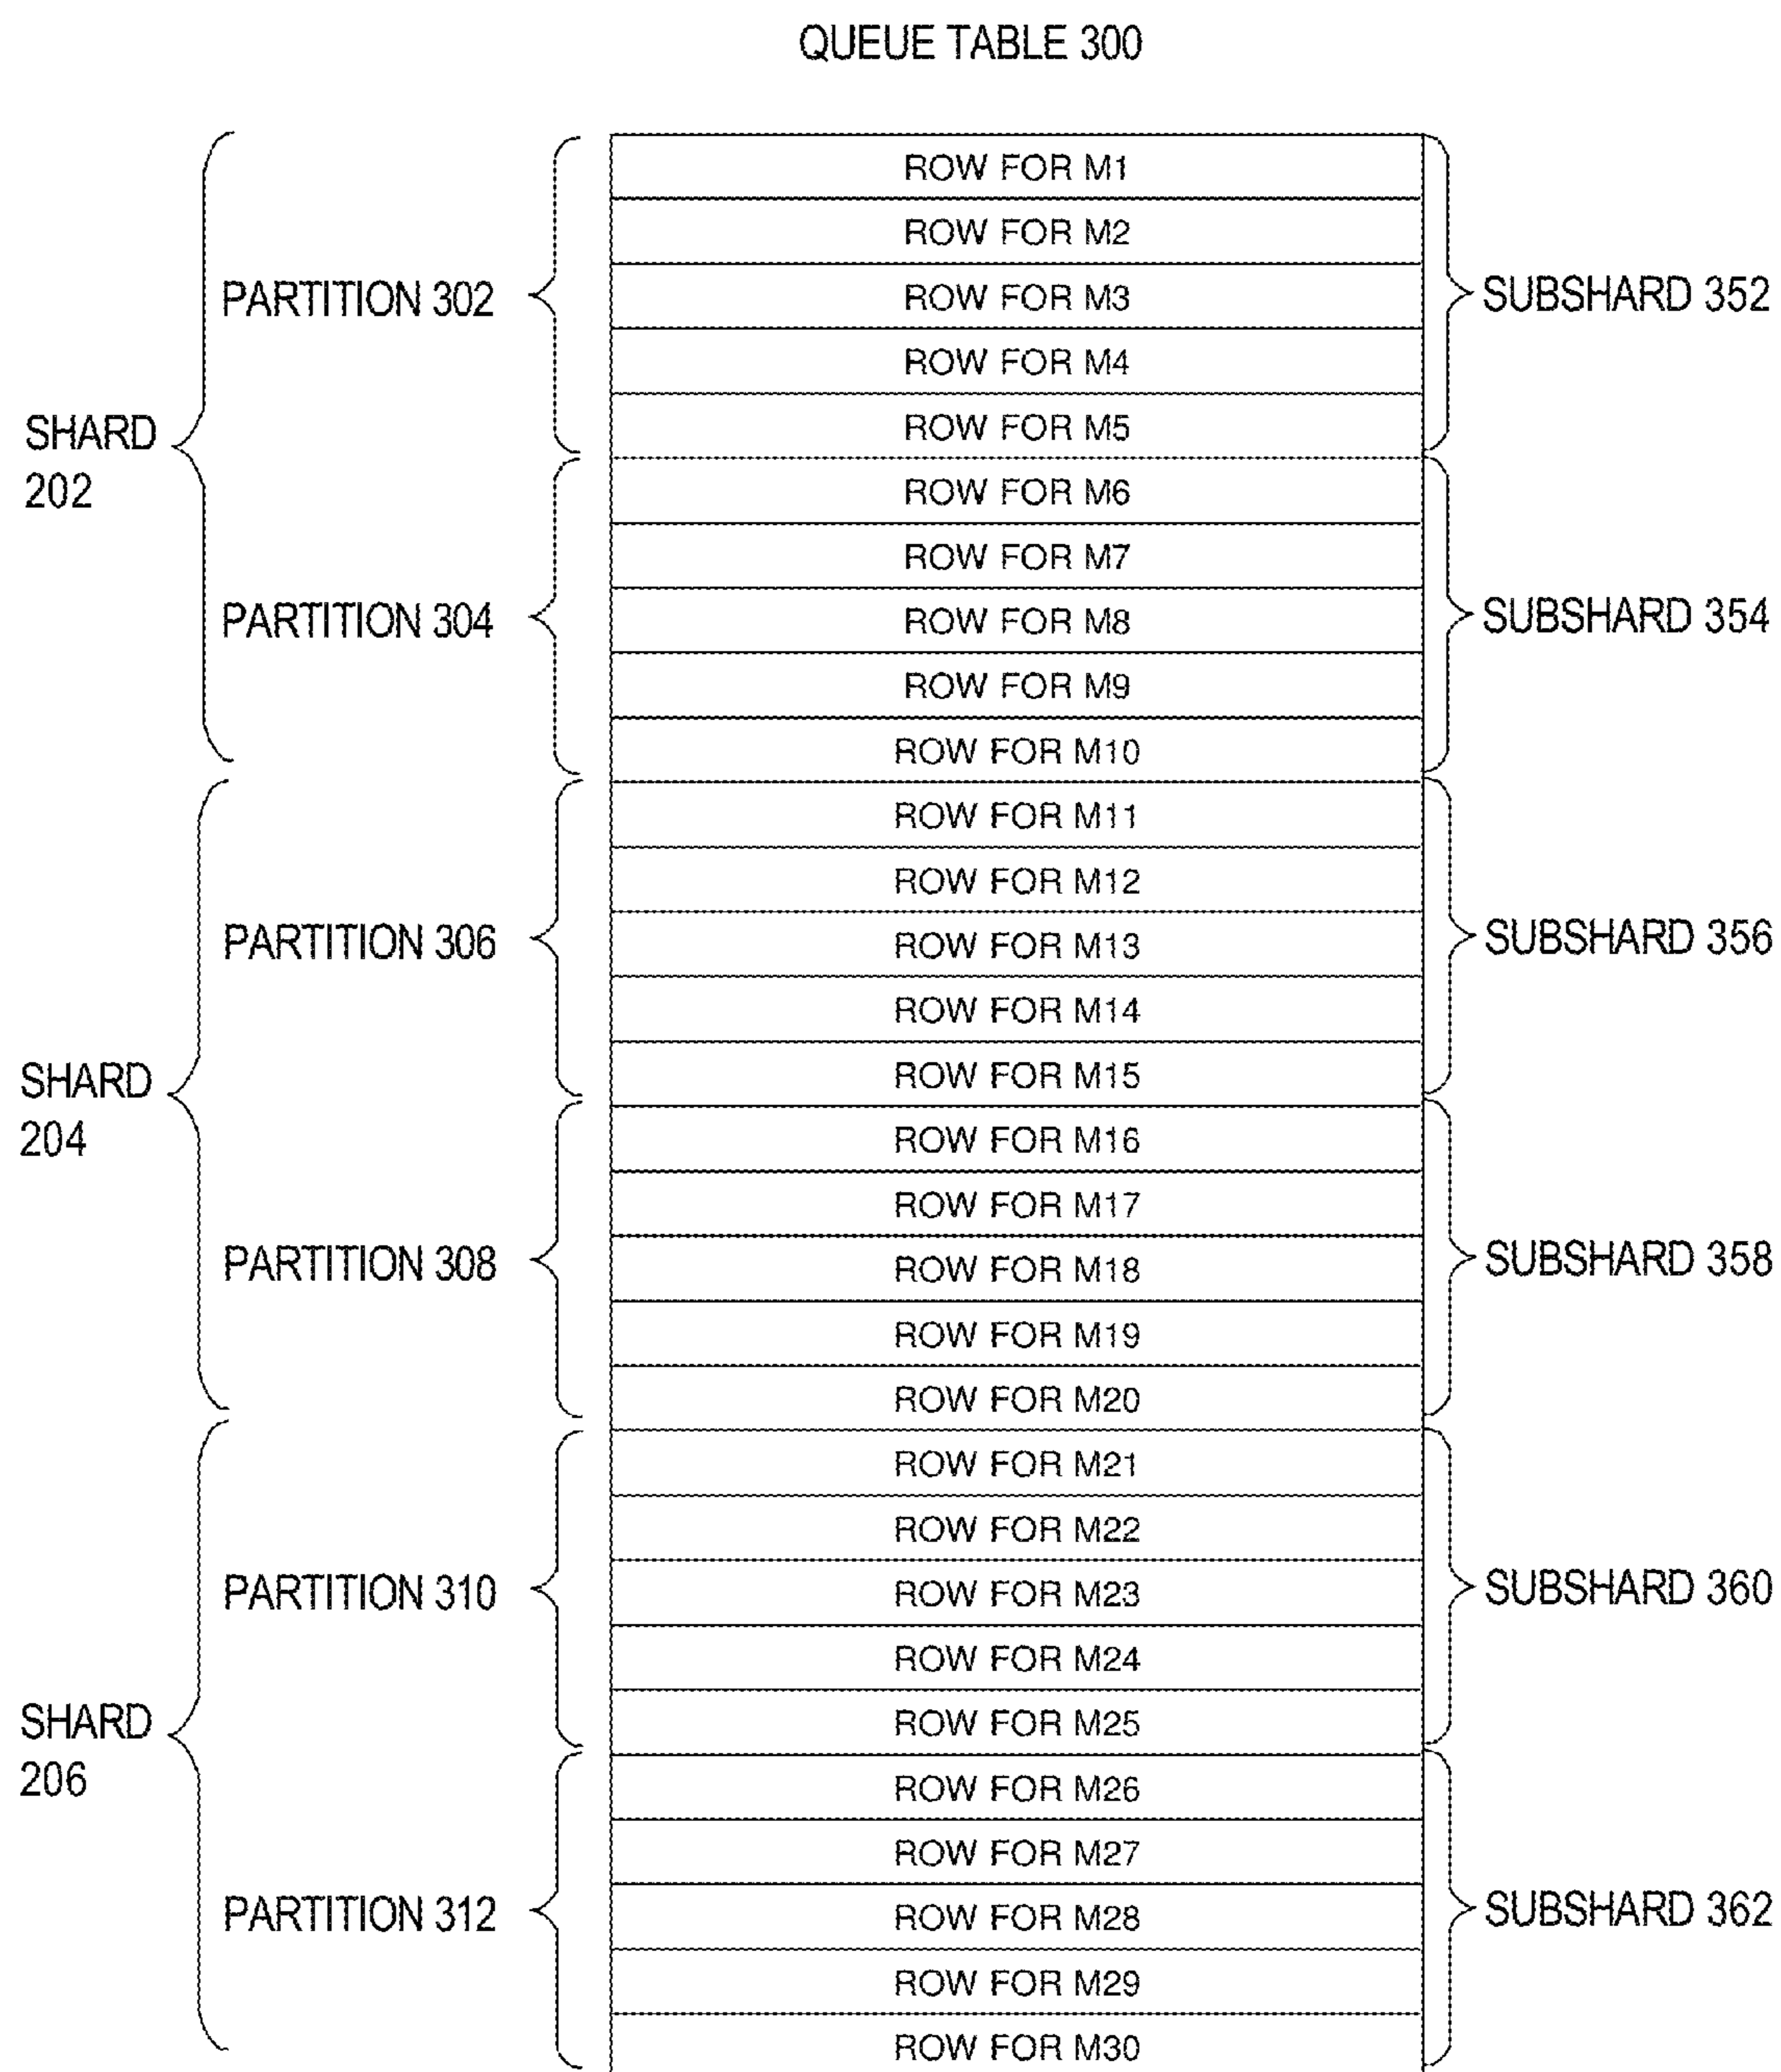 QUEUE TABLE 300
ROW FOR M1
ROW FOR M2
PARTITION 302
ROW FOR M3
SUBSHARD 352
ROW FOR M4
SHARD
202
ROW FOR M5
ROW FOR M6
ROW FOR M7
PARTITION 304
ROW FOR M8
SUBSHARD 354
ROW FOR M9
ROW FOR M10
ROW FOR M11
ROW FOR M12
PARTITION 306
ROW FOR M13
SUBSHARD 356
ROW FOR M14
SHARD
204
ROW FOR M15
ROW FOR M16
ROW FOR M17
PARTITION 308
ROW FOR M18
SUBSHARD 358
ROW FOR M19
ROW FOR M20
ROW FOR M21
ROW FOR M22
PARTITION 310
ROW FOR M23
SUBSHARD 360
ROW FOR M24
SHARD
206
ROW FOR M25
ROW FOR M26
ROW FOR M27
PARTITION 312
ROW FOR M28
SUBSHARD 362
ROW FOR M29
ROW FOR M30